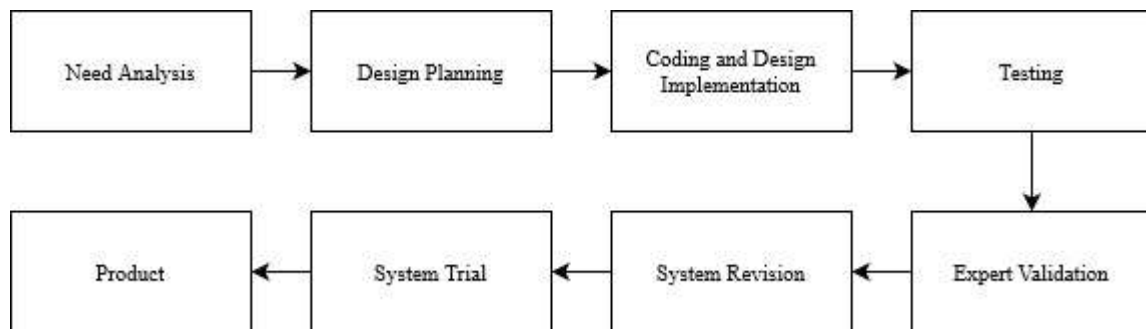 Need Analysis
Design Planning
Coding and Design
Implementation
Testing
Product
System Trial
System Revision
Expert Validation